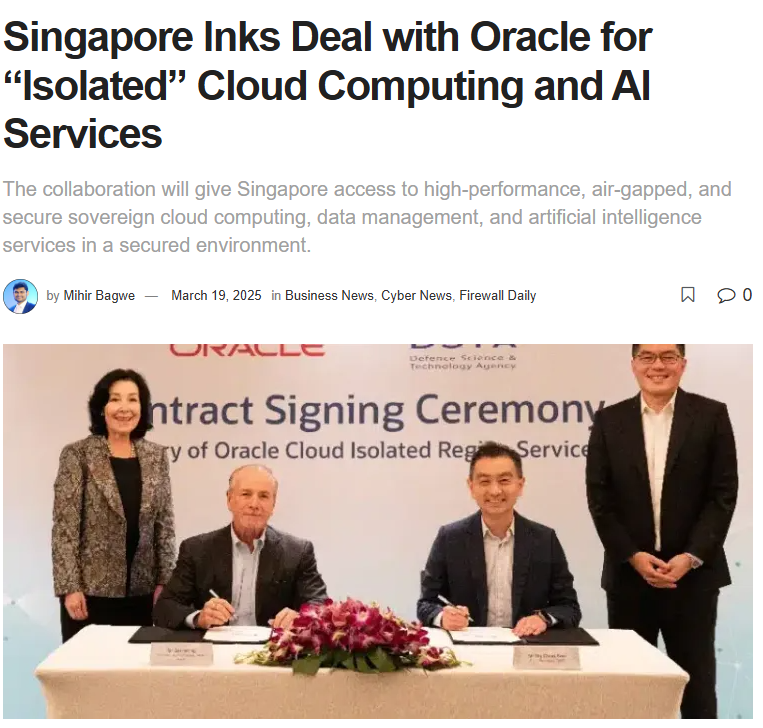 Singapore Inks Deal with Oracle for
“Isolated” Cloud Computing and AI
Services
The collaboration will give Singapore access to high-performance, air-gapped, and
secure sovereign cloud computing, data management, and artificial intelligence
services in a secured environment.
by Mihir Bagwe — March 19, 2025 in Business News, Cyber News, Firewall Daily
0
ORACLE
DSTA
Defence Science &
Technology Agency
ntract Signing Ceremony
ry of Oracle Cloud Isolated Region Service